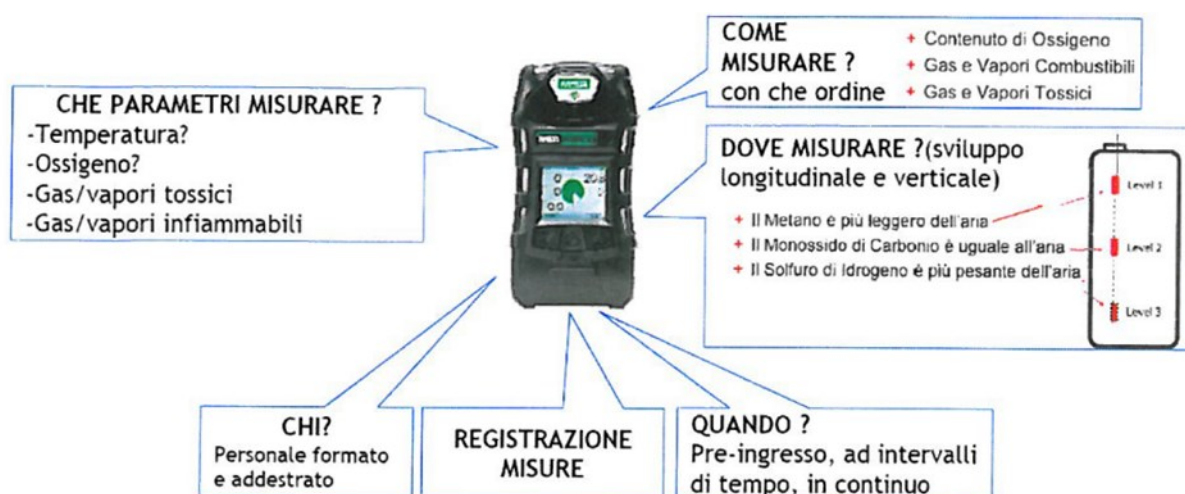 CHE PARAMETRI MISURARE ?
-Temperatura?
-Ossigeno?
-Gas/vapori tossici
-Gas/vapori infiammabili
COME
MISURARE ?
con che ordine
+ Contenuto di Ossigeno
+ Gas e Vapori Combustibili
+ Gas e Vapori Tossici
DOVE MISURARE ?(sviluppo
longitudinale e verticale)
+ Il Metano è più leggero dell'aria
+ Il Monossido di Carbonio è uguale all'aria
+ Il Solfuro di Idrogeno è più pesante dell'aria
Level 1
Level 2
Level 3
CHI?
Personale formato
e addestrato
REGISTRAZIONE
MISURE
QUANDO ?
Pre-ingresso, ad intervalli
di tempo, in continuo